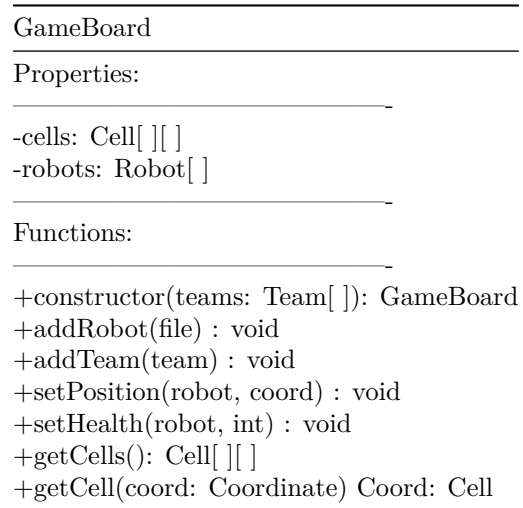 GameBoard
Properties:
———————————————-
-cells: Cell[ ][ ]
-robots: Robot[ ]
———————————————-
Functions:
———————————————-
+constructor(teams: Team[ ]): GameBoard
+addRobot(file) : void
+addTeam(team) : void
+setPosition(robot, coord) : void
+setHealth(robot, int) : void
+getCells(): Cell[ ][ ]
+getCell(coord: Coordinate) Coord: Cell